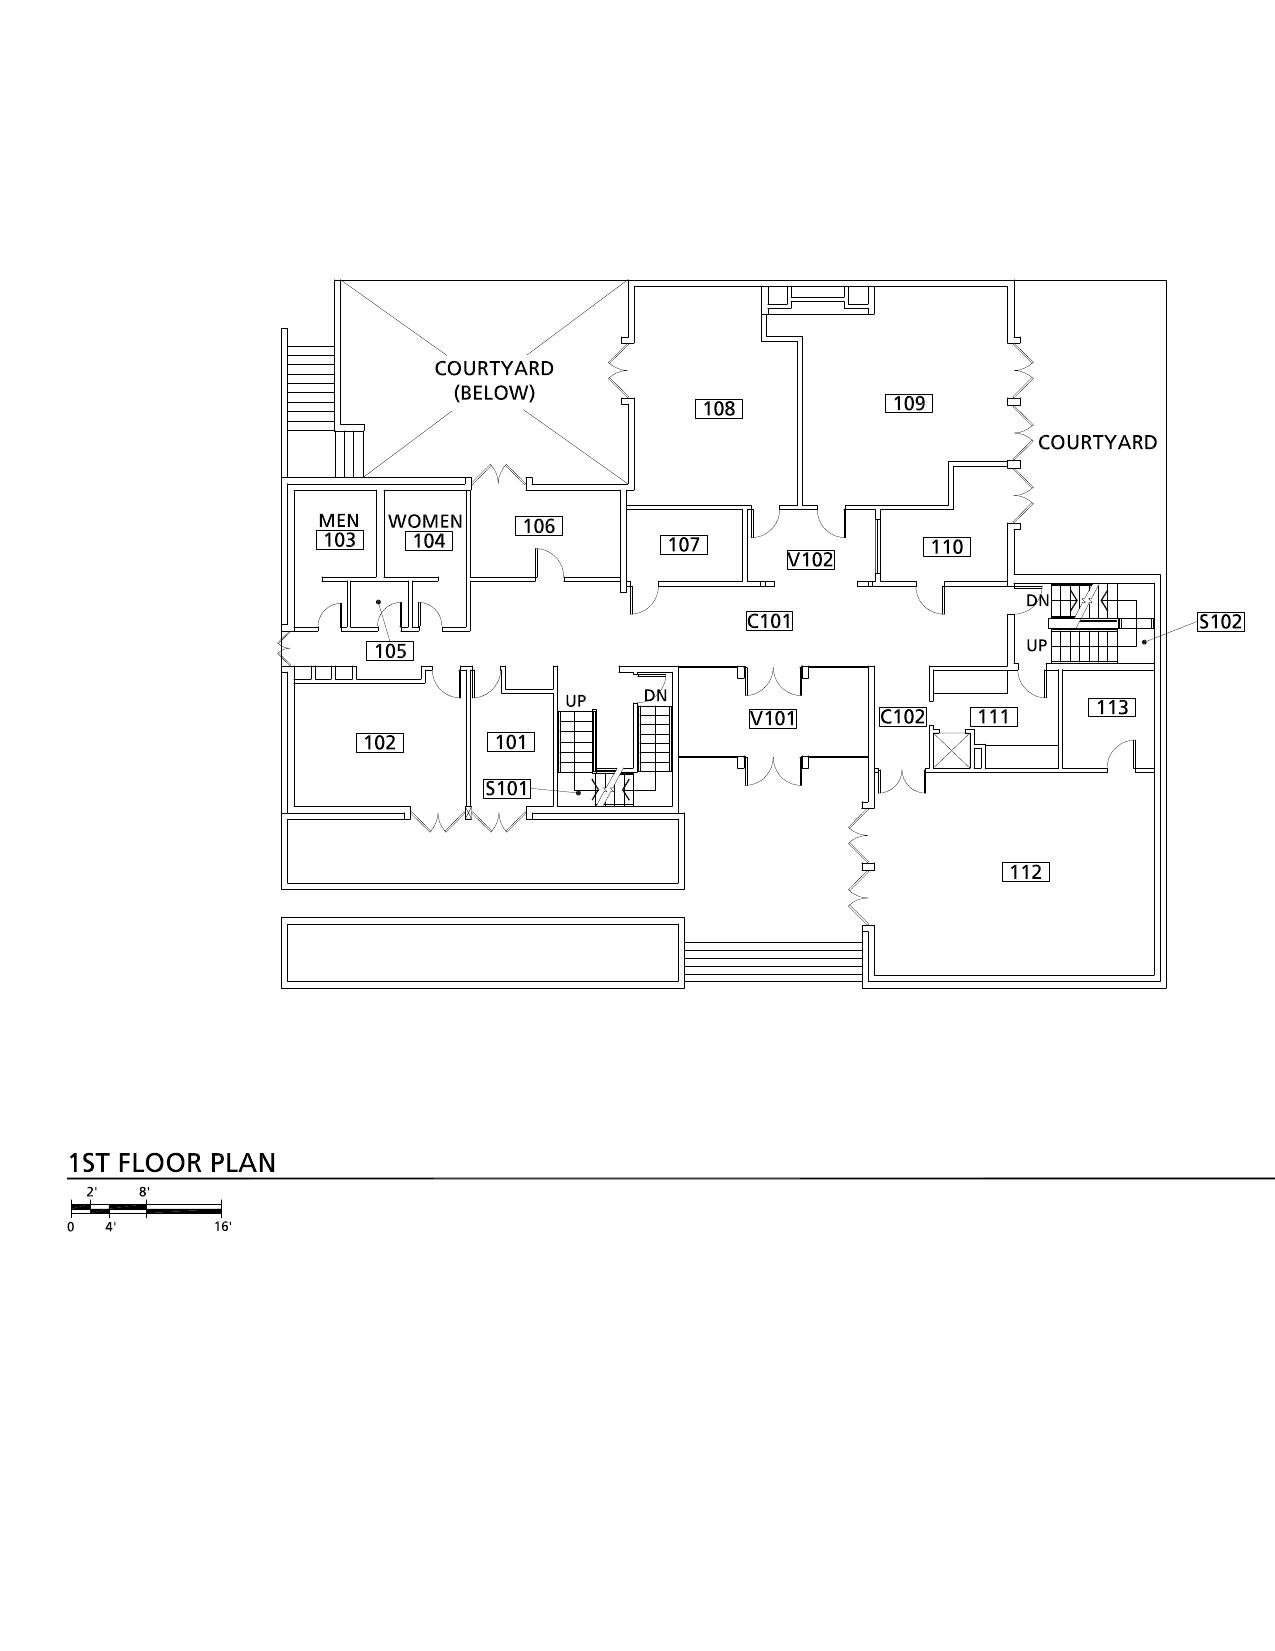 COURTYARD
(BELOW)
108
109
COURTYARD
MEN
103
WOMEN
104
106
107
V102
110
C101
DN
UP
S102
105
UP
DN
102
101
S101
V101
C102
111
113
112
1ST FLOOR PLAN
2' 8'
0 4' 16'